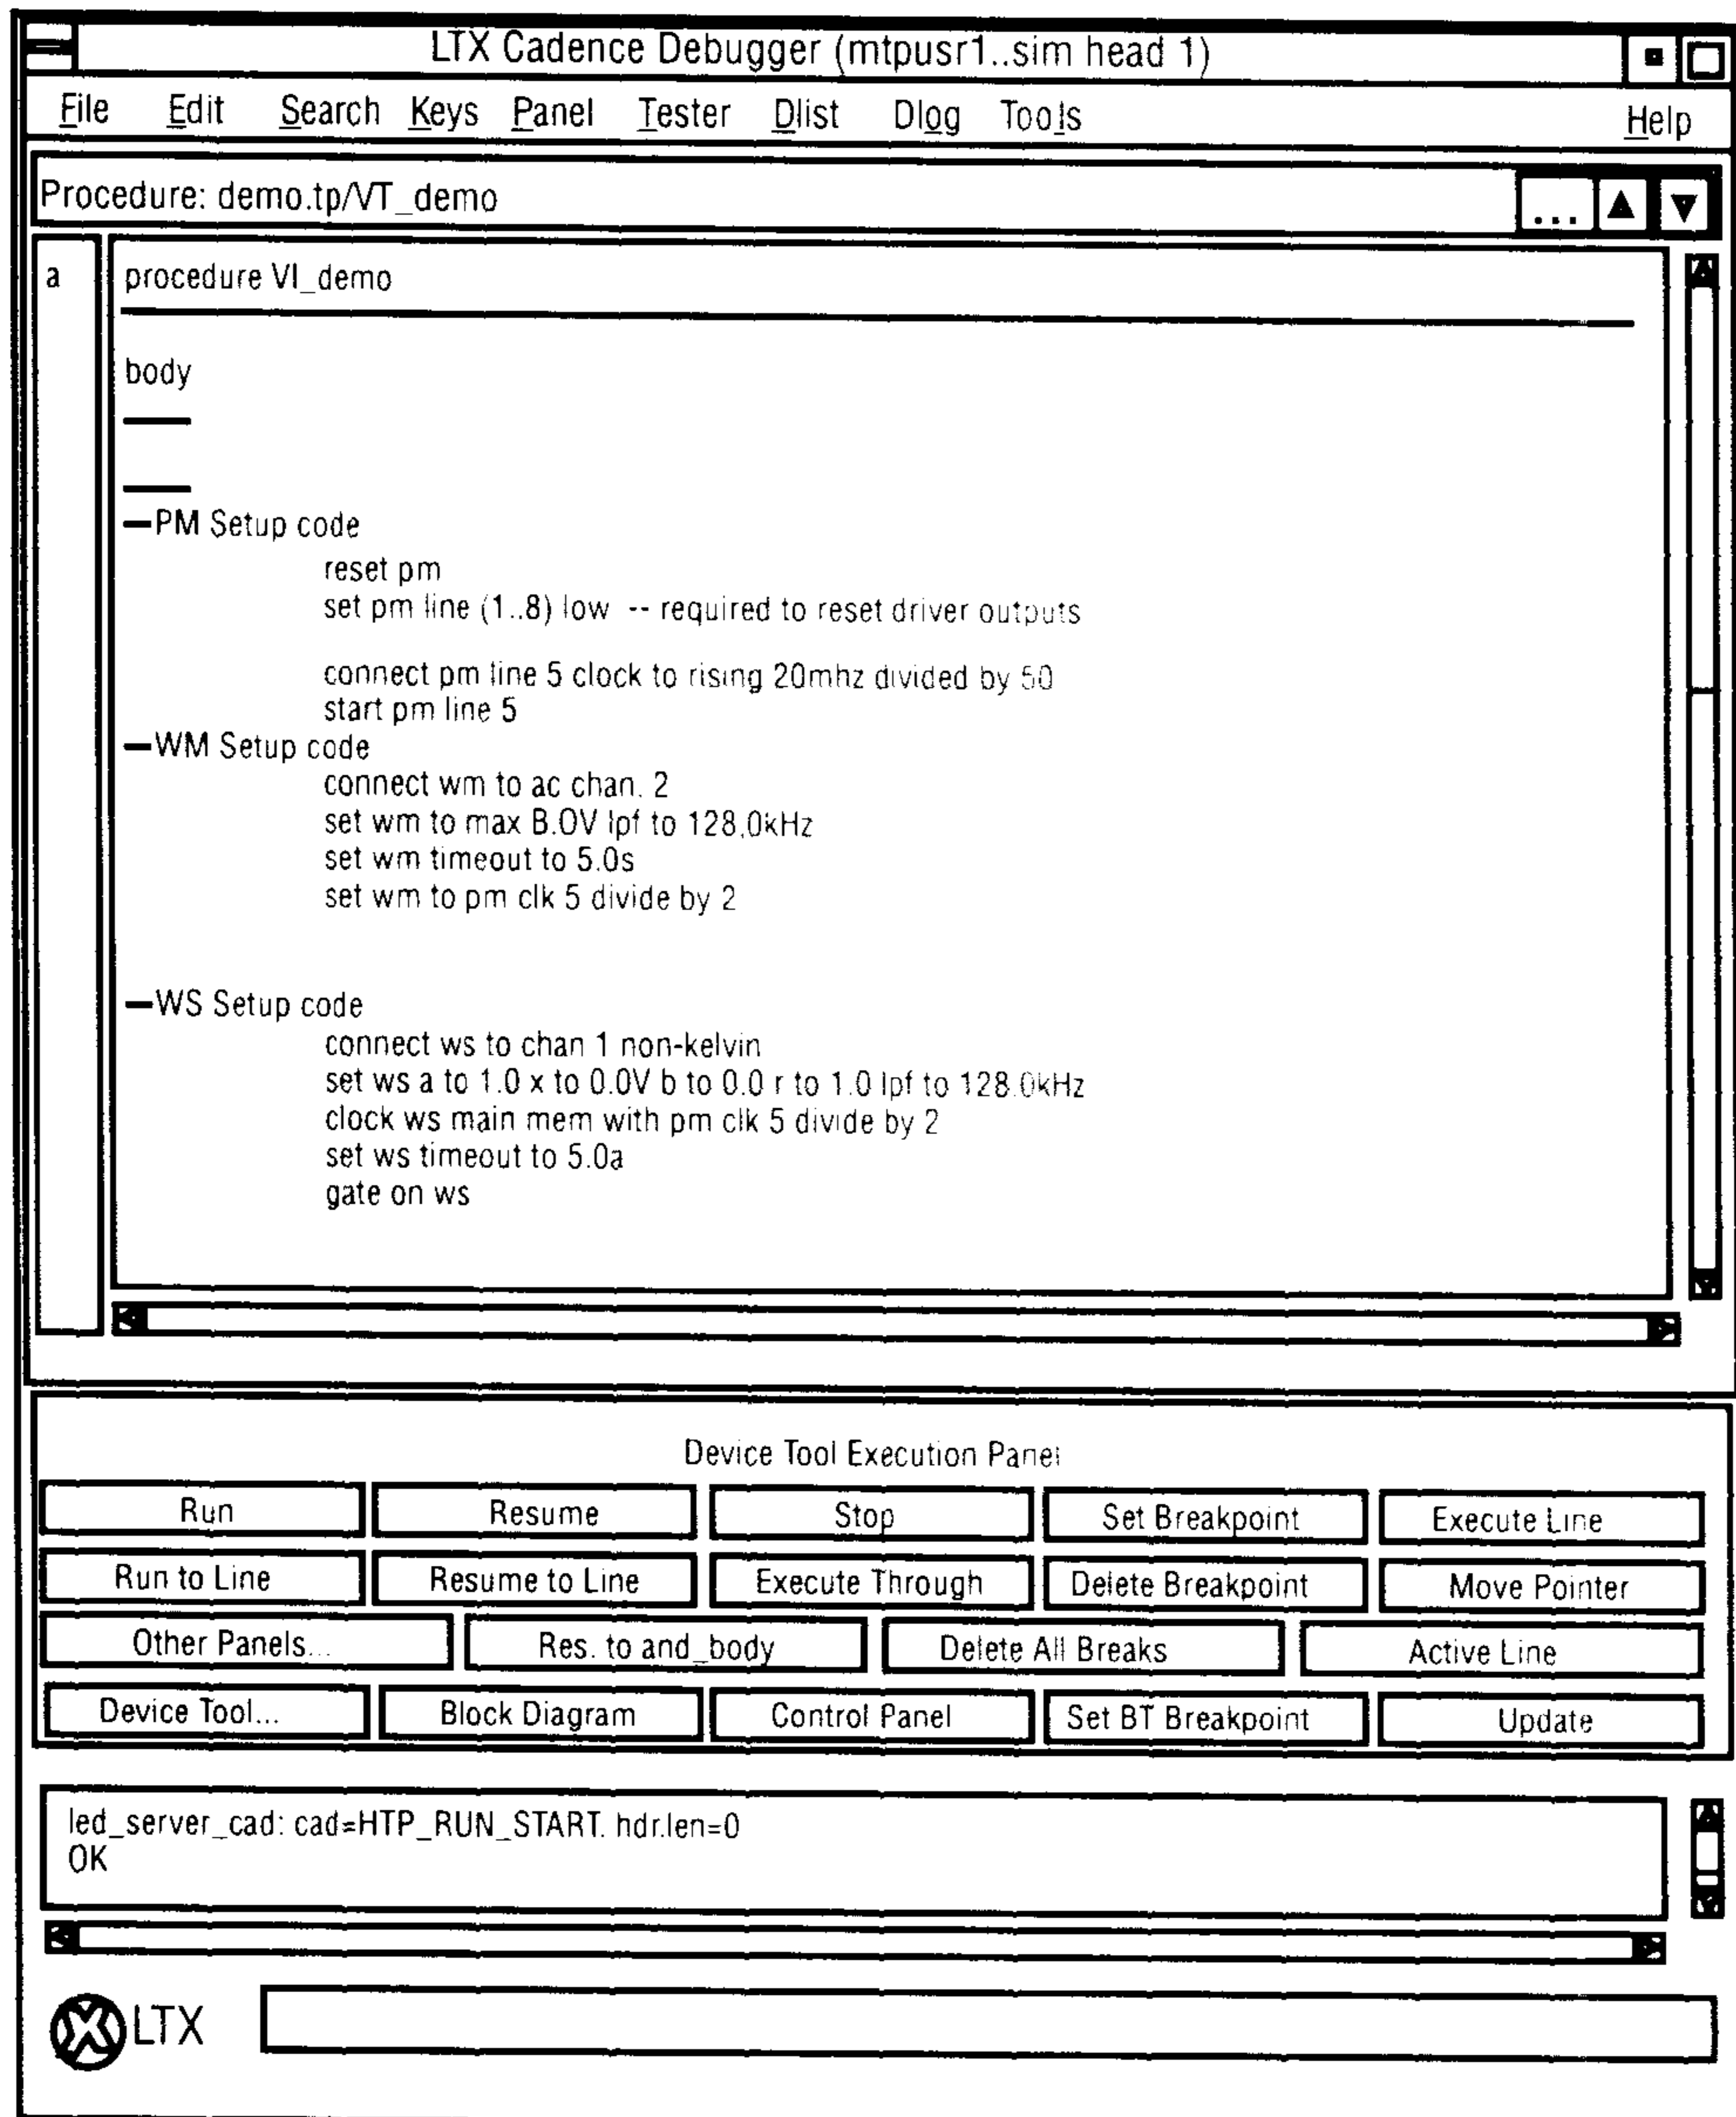 LTX Cadence Debugger (mtpusr1..sim head 1)
File Edit Search Keys Panel Tester Dlist Dlog Tools Help
Procedure: demo.tp/VT_demo ...
a procedure VI_demo
body
—PM Setup code
reset pm
set pm line (1..8) low -- required to reset driver outputs
connect pm line 5 clock to rising 20mhz divided by 50
start pm line 5
—WM Setup code
connect wm to ac chan. 2
set wm to max B.OV lpf to 128.0kHz
set wm timeout to 5.0s
set wm to pm clk 5 divide by 2
—WS Setup code
connect ws to chan 1 non-kelvin
set ws a to 1.0 x to 0.0V b to 0.0 r to 1.0 lpf to 128.0kHz
clock ws main mem with pm clk 5 divide by 2
set ws timeout to 5.0a
gate on ws
Device Tool Execution Panel
Run Resume Stop Set Breakpoint Execute Line
Run to Line Resume to Line Execute Through Delete Breakpoint Move Pointer
Other Panels... Res. to and_body Delete All Breaks Active Line
Device Tool... Block Diagram Control Panel Set BT Breakpoint Update
led_server_cad: cad=HTP_RUN_START. hdr.len=0
OK
X LTX